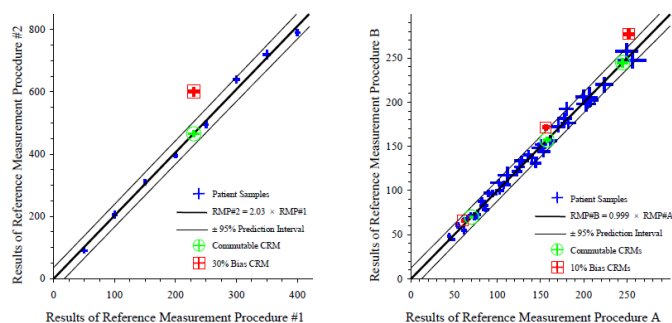 800
600
400
200
0
0
100
200
300
400
Results of Reference Measurement Procedure #2
Patient Samples
RMP#2 = 2.03 × RMP#1
± 95% Prediction Interval
Commutable CRM
30% Bias CRM
Results of Reference Measurement Procedure #1
250
200
150
100
50
0
0
50
100
150
200
250
Results of Reference Measurement Procedure B
Patient Samples
RMP#B = 0.999 × RMP#A
± 95% Prediction Interval
Commutable CRMs
10% Bias CRMs
Results of Reference Measurement Procedure A